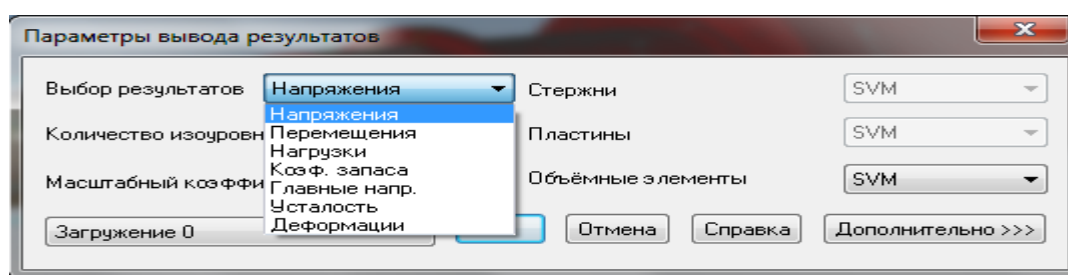 Параметры вывода результатов
Выбор результатов Напряжения Стержни SVM
Напряжения
Количество изоуровн Перемещения Пластины SVM
Нагрузки
Коэф. запаса
Масштабный коэффи Главные напр. Объёмные элементы SVM
Усталость
Загружение 0 Деформации Отмена Справка Дополнительно >>>